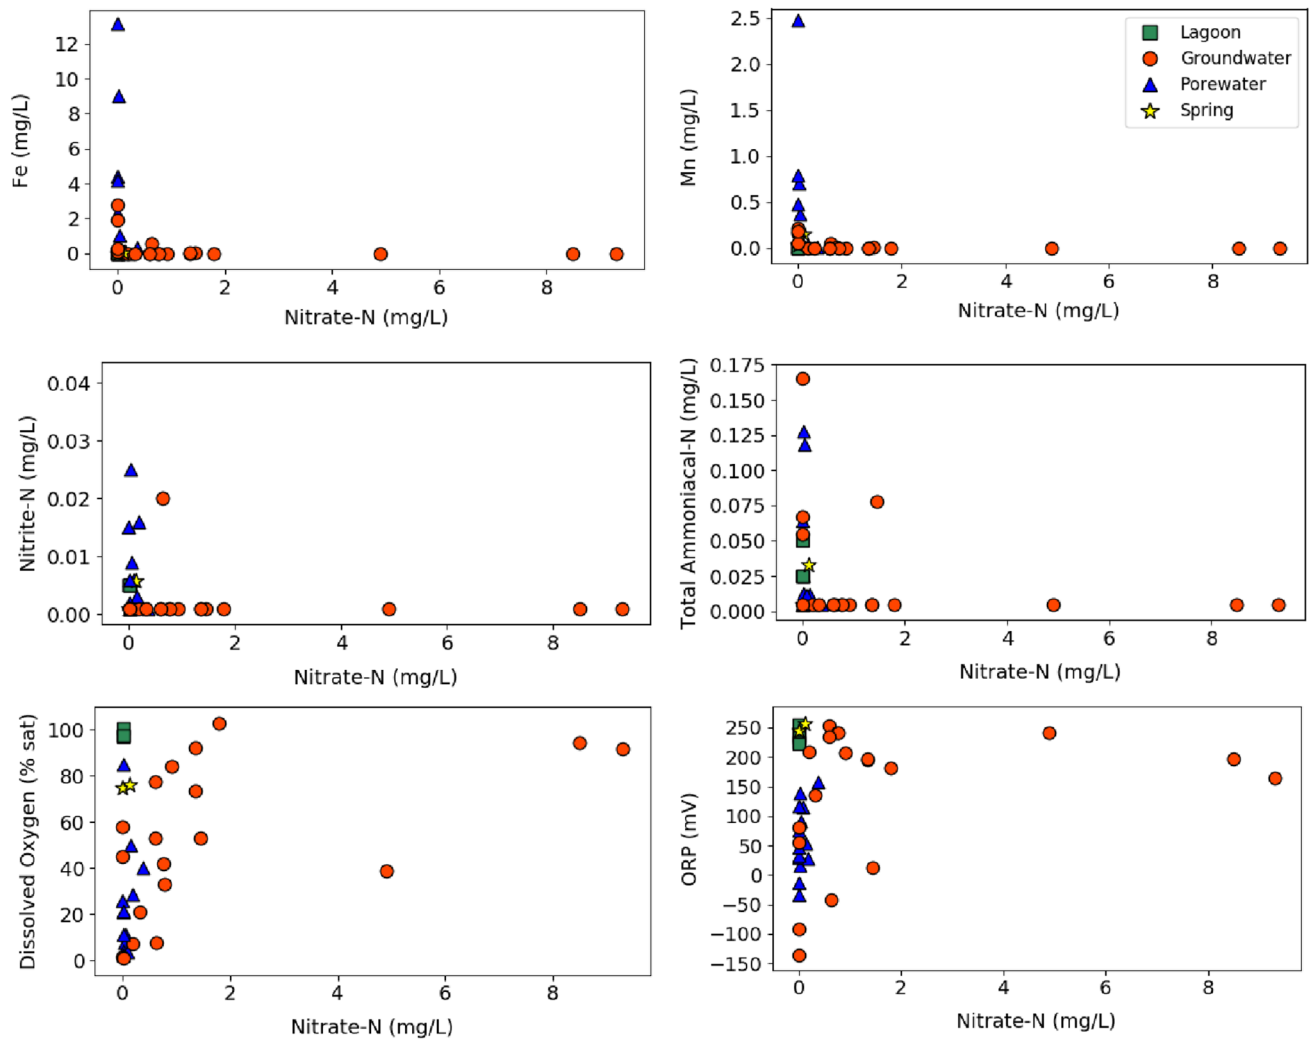 Fe (mg/L)
12
10
8
6
4
2
0
0 2 4 6 8
Nitrate-N (mg/L)
Mn (mg/L)
2.5
2.0
1.5
1.0
0.5
0.0
0 2 4 6 8
Nitrate-N (mg/L)
Lagoon
Groundwater
Porewater
Spring
Nitrite-N (mg/L)
0.04
0.03
0.02
0.01
0.00
0 2 4 6 8
Nitrate-N (mg/L)
Total Ammoniacal-N (mg/L)
0.175
0.150
0.125
0.100
0.075
0.050
0.025
0.000
0 2 4 6 8
Nitrate-N (mg/L)
Dissolved Oxygen (% sat)
100
80
60
40
20
0
0 2 4 6 8
Nitrate-N (mg/L)
ORP (mV)
250
200
150
100
50
0
−50
−100
−150
0 2 4 6 8
Nitrate-N (mg/L)